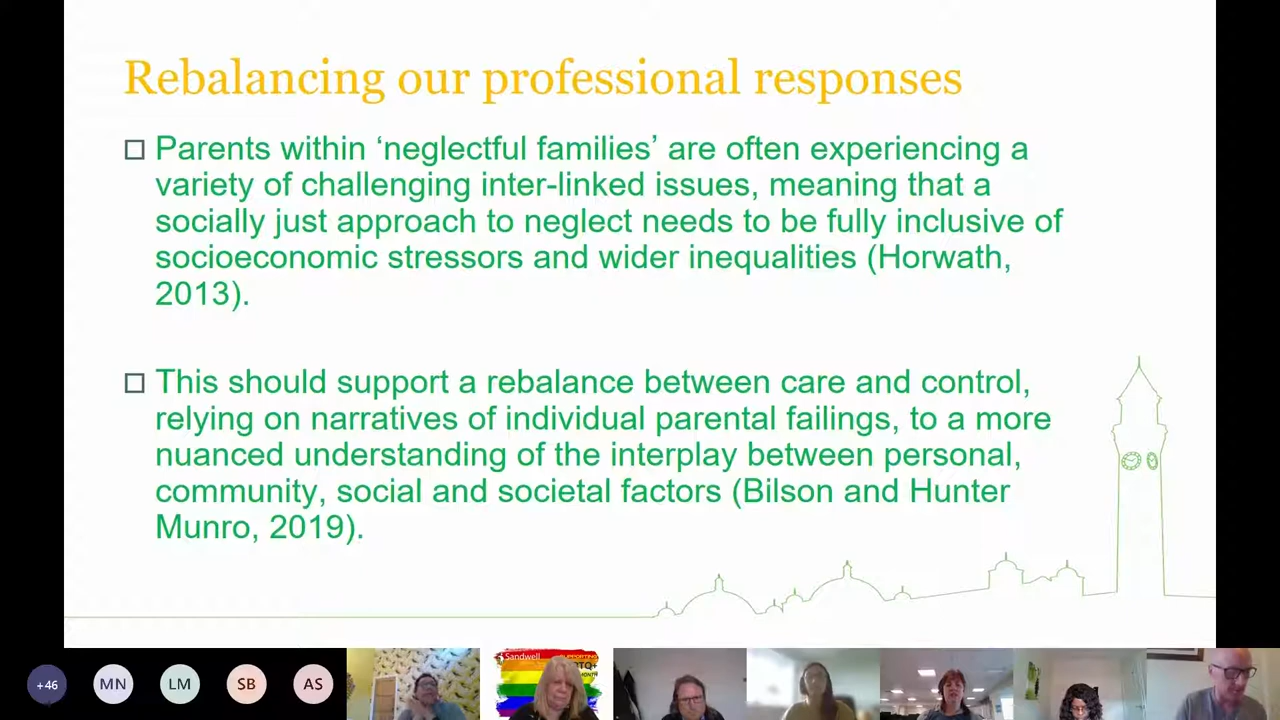 Rebalancing our professional responses
Parents within ‘neglectful families’ are often experiencing a
variety of challenging inter-linked issues, meaning that a
socially just approach to neglect needs to be fully inclusive of
socioeconomic stressors and wider inequalities (Horwath,
2013).
This should support a rebalance between care and control,
relying on narratives of individual parental failings, to a more
nuanced understanding of the interplay between personal,
community, social and societal factors (Bilson and Hunter
Munro, 2019).
+46
MN
LM
SB
AS
Sandwell